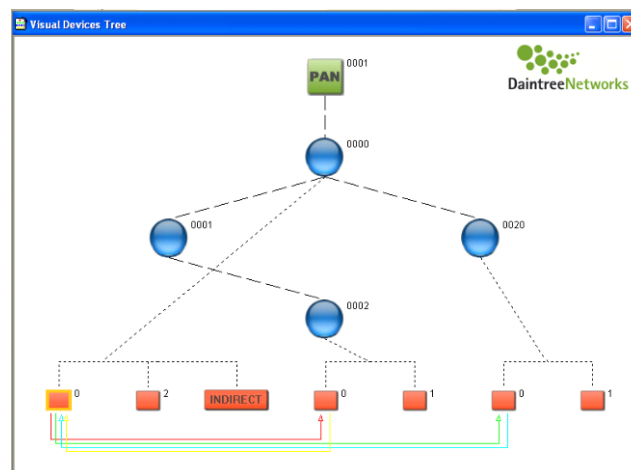 Visual Devices Tree
PAN
0001
DaintreeNetworks
0000
0001
0020
0002
0
2
INDIRECT
0
1
0
1